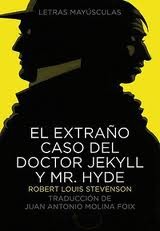 LETRAS MAYÚSCULAS
EL EXTRAÑO
CASO DEL
DOCTOR JEKYLL
Y MR. HYDE
ROBERT LOUIS STEVENSON
TRADUCCIÓN DE
JUAN ANTONIO MOLINA FOIX